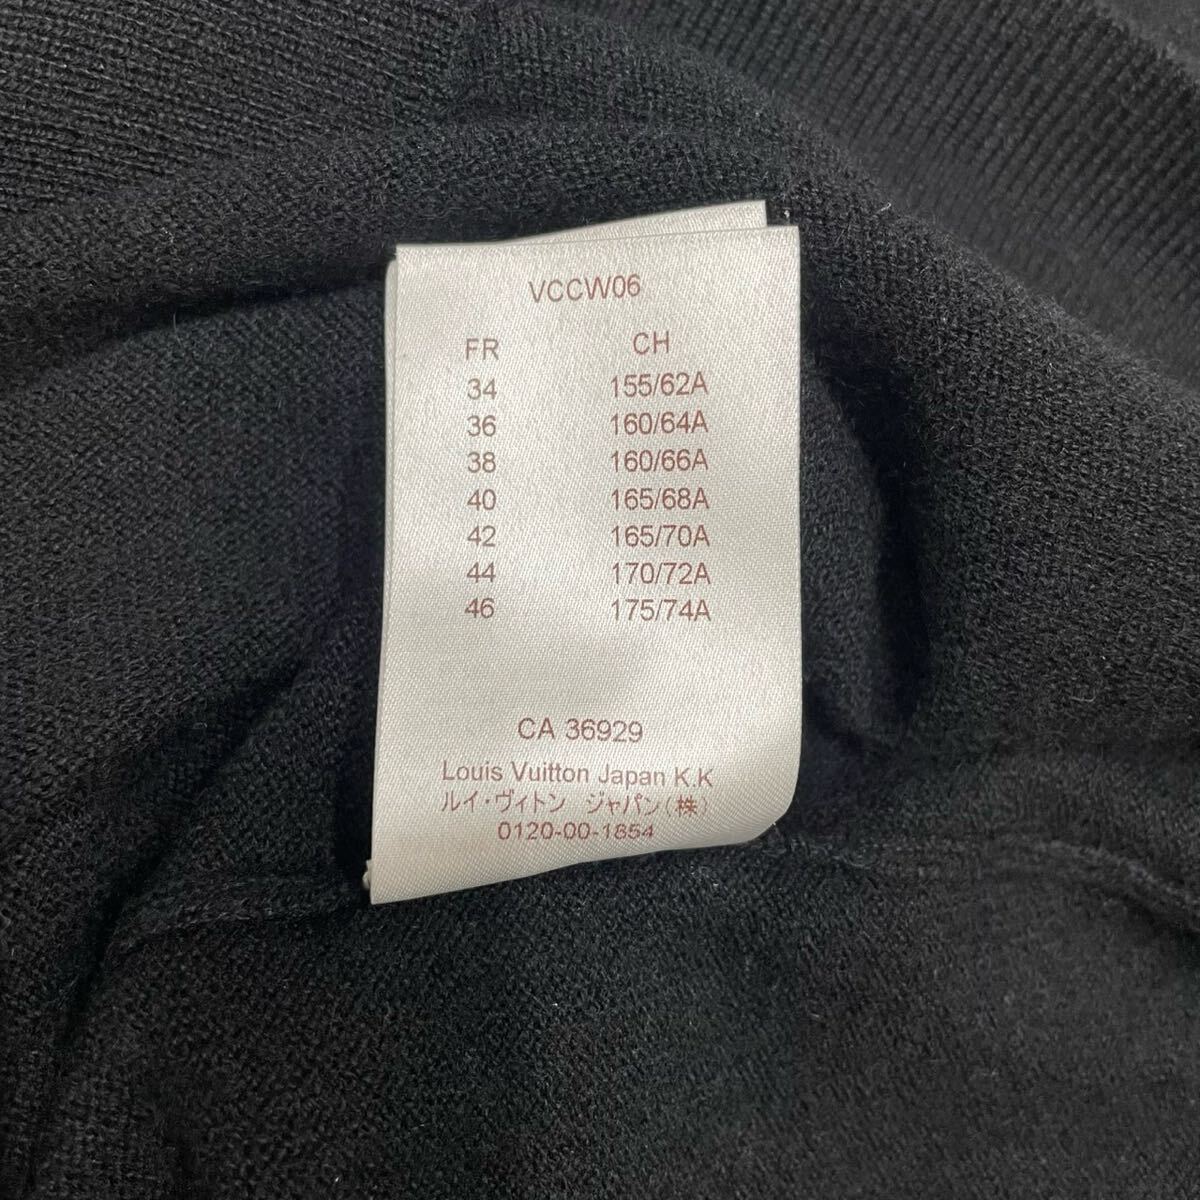 VCCW06
FR CH
34 155/62A
36 160/64A
38 160/66A
40 165/68A
42 165/70A
44 170/72A
46 175/74A
CA 36929
Louis Vuitton Japan K.K
ルイ・ヴィトン ジャパン(株)
0120-00-1854